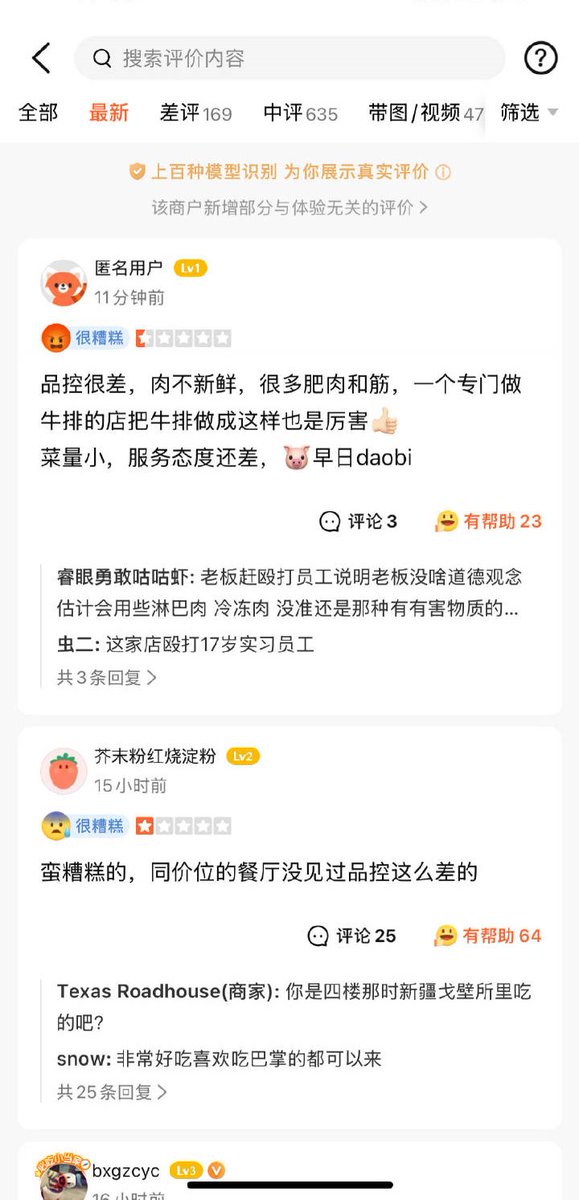 搜索评价内容
全部 最新 差评169 中评635 带图/视频47 筛选
上百种模型识别 为你展示真实评价
该商户新增部分与体验无关的评价
匿名用户 Lv1
11分钟前
很糟糕
品控很差，肉不新鲜，很多肥肉和筋，一个专门做
牛排的店把牛排做成这样也是厉害👍🏻
菜量小，服务态度还差，🐷早日daobi
评论 3 有帮助 23
睿眼勇敢咕咕虾: 老板赶殴打员工说明老板没啥道德观念
估计会用些淋巴肉 冷冻肉 没准还是那种有有害物质的...
虫二: 这家店殴打17岁实习员工
共3条回复
芥末粉红烧淀粉 Lv2
15小时前
很糟糕
蛮糟糕的，同价位的餐厅没见过品控这么差的
评论 25 有帮助 64
Texas Roadhouse(商家): 你是四楼那时新疆戈壁所里吃
的吧?
snow: 非常好吃喜欢吃巴掌的都可以来
共25条回复
bxgzcyc Lv3 V
16小时前